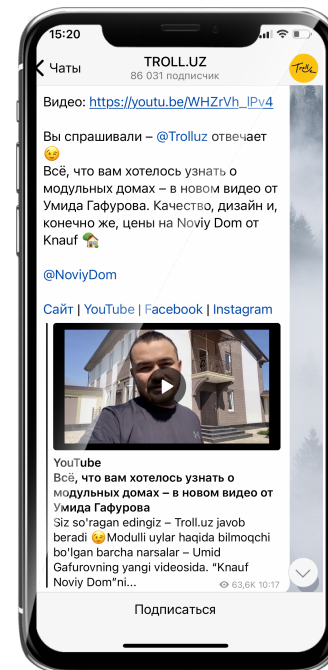 15:20
Чаты
TROLL.UZ
86 031 подписчик
Troll.
Видео: https://youtu.be/WHZrVh_lPv4
Вы спрашивали – @Trolluz отвечает
😉
Всё, что вам хотелось узнать о
модульных домах – в новом видео от
Умида Гафурова. Качество, дизайн и,
конечно же, цены на Noviy Dom от
Knauf 🏡
@NoviyDom
Сайт | YouTube | Facebook | Instagram
YouTube
Всё, что вам хотелось узнать о
модульных домах – в новом видео от
Умида Гафурова
Siz so'ragan edingiz – Troll.uz javob
beradi 😉Modulli uylar haqida bilmoqchi
bo'lgan barcha narsalar – Umid
Gafurovning yangi videosida. “Knauf
Noviy Dom”ni...
63,6K 10:17
Подписаться